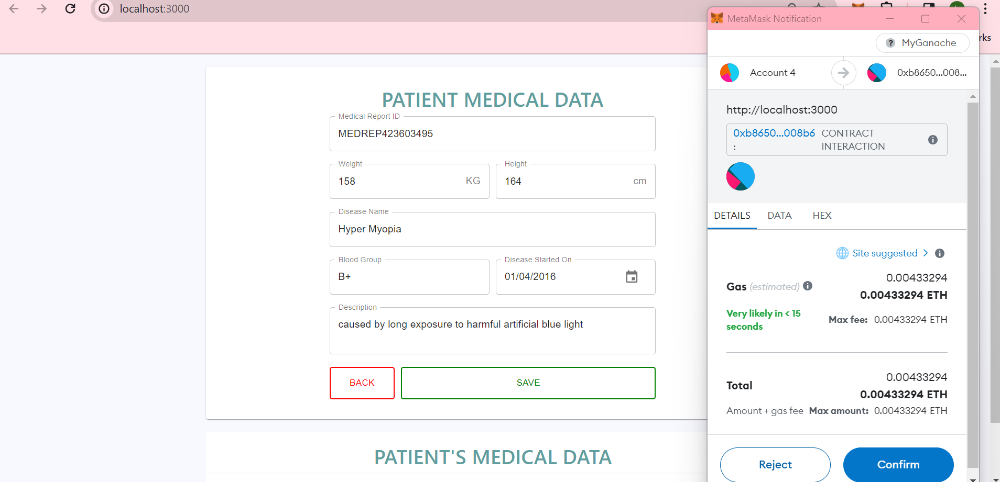 localhost:3000
rks
PATIENT MEDICAL DATA
Medical Report ID
MEDREP423603495
Weight
158 KG
Height
164 cm
Disease Name
Hyper Myopia
Blood Group
B+
Disease Started On
01/04/2016
Description
caused by long exposure to harmful artificial blue light
BACK
SAVE
PATIENT'S MEDICAL DATA
MetaMask Notification
MyGanache
Account 4
0xb8650...008...
http://localhost:3000
0xb8650...008b6 CONTRACT
: INTERACTION
DETAILS DATA HEX
Site suggested
0.00433294
Gas (estimated)
0.00433294 ETH
Very likely in < 15
seconds
Max fee: 0.00433294 ETH
0.00433294
Total
0.00433294 ETH
Amount + gas fee Max amount: 0.00433294 ETH
Reject
Confirm